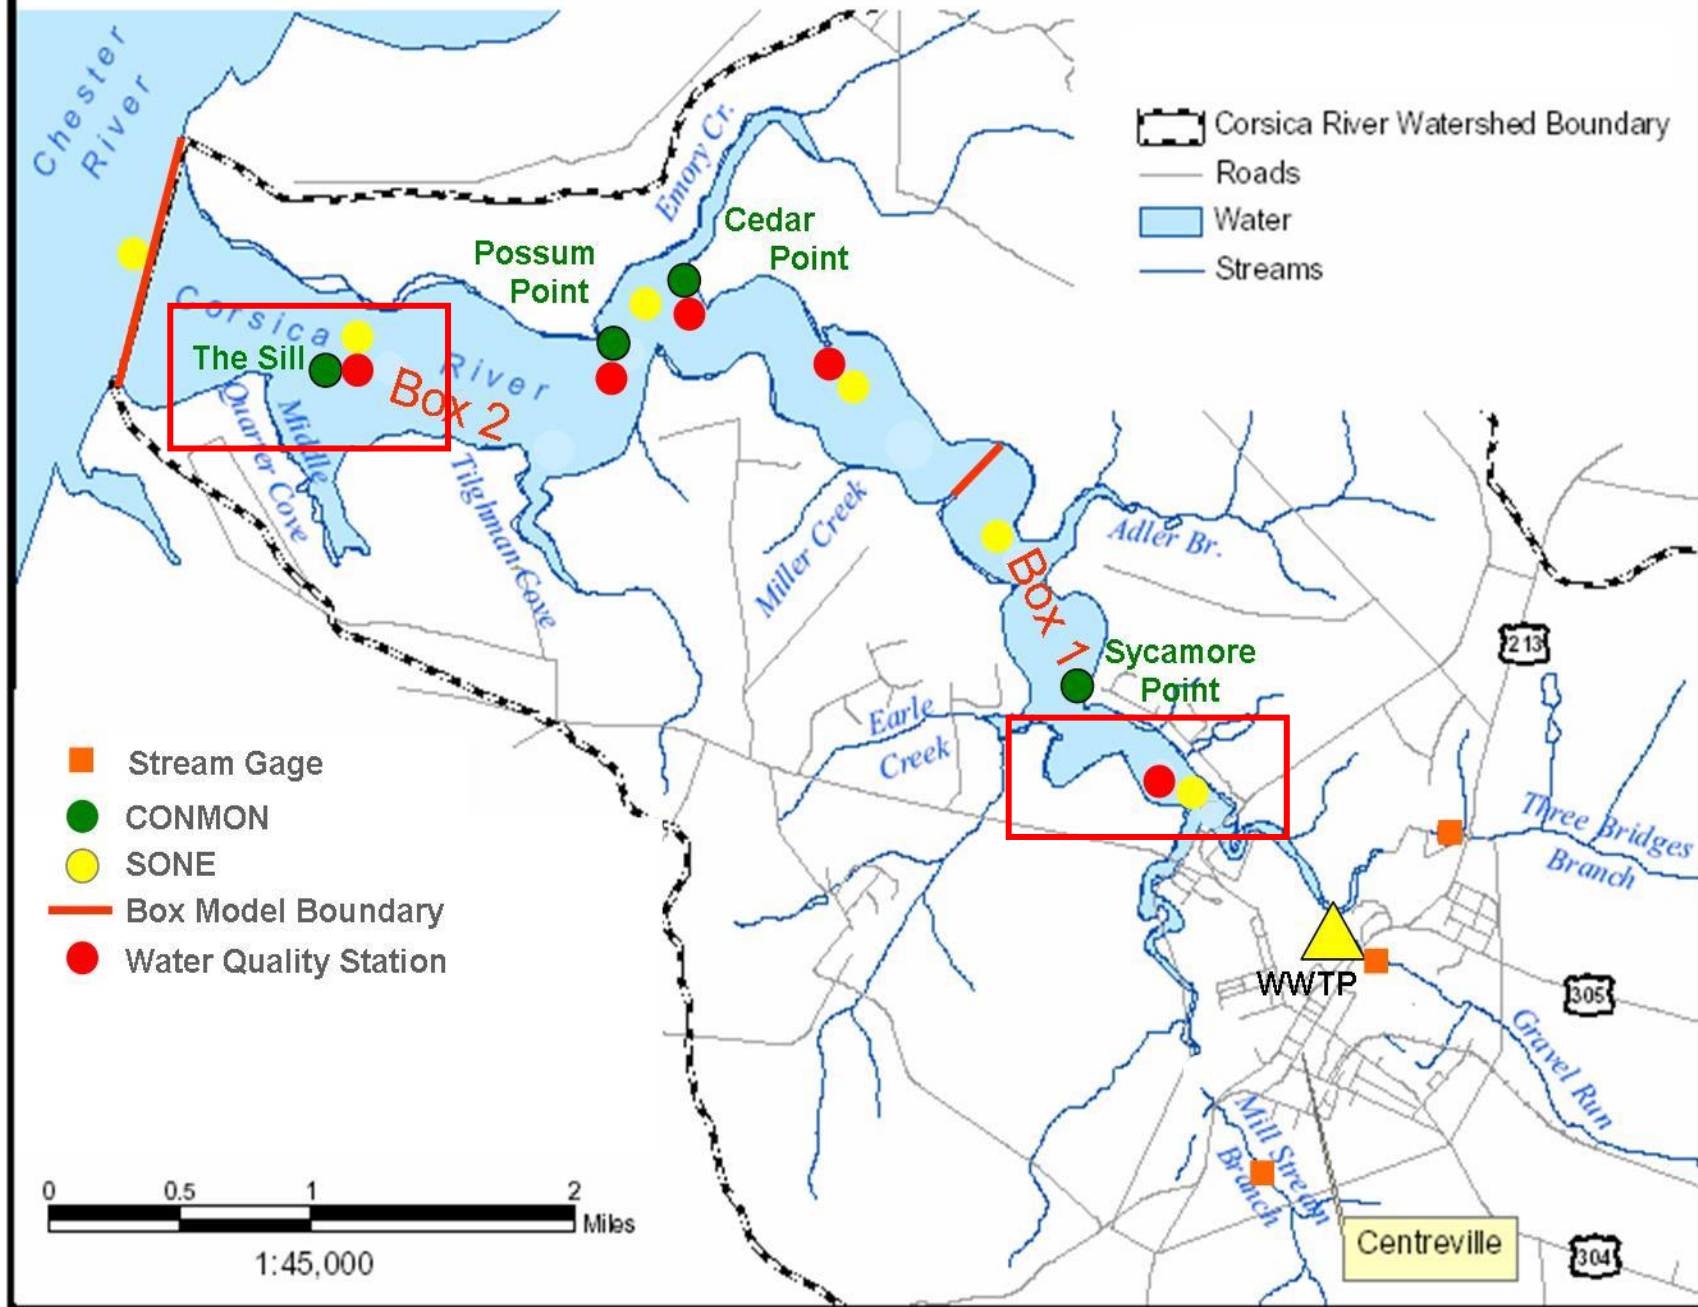 Chester
River
Corsica River Watershed Boundary
Roads
Water
Streams
Emory Cr.
Cedar
Point
Possum
Point
Corsica
River
The Sill
Box 2
Quarter Cove
Middle
Tilghman Cove
Miller Creek
Adler Br.
Box 1
Sycamore
Point
213
Earle
Creek
Stream Gage
CONMON
SONE
Box Model Boundary
Water Quality Station
Three Bridges
Branch
WWTP
305
Gravel Run
Mill Stream
Branch
0 0.5 1 2
Miles
1:45,000
Centreville
304